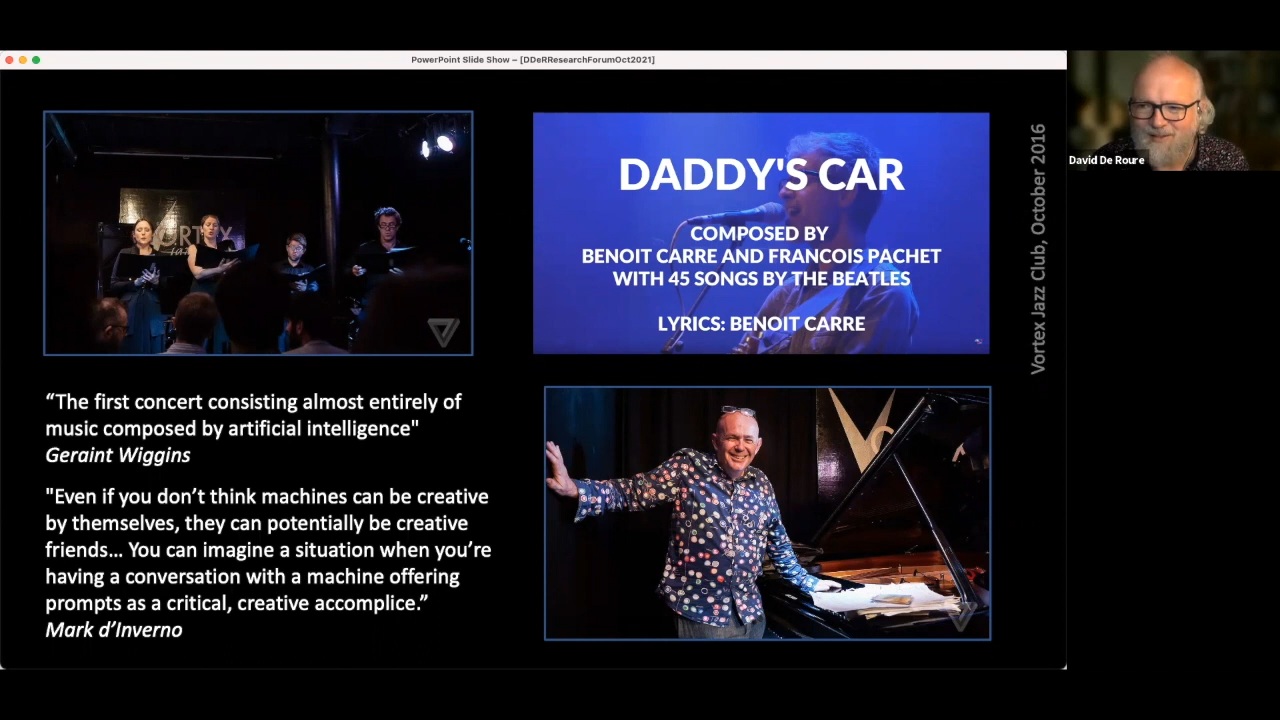 PowerPoint Slide Show – [DDeRResearchForumOct2021]
DADDY'S CAR
COMPOSED BY
BENOIT CARRE AND FRANCOIS PACHET
WITH 45 SONGS BY THE BEATLES
LYRICS: BENOIT CARRE
Vortex Jazz Club, October 2016
David De Roure
“The first concert consisting almost entirely of
music composed by artificial intelligence"
Geraint Wiggins
"Even if you don’t think machines can be creative
by themselves, they can potentially be creative
friends... You can imagine a situation when you’re
having a conversation with a machine offering
prompts as a critical, creative accomplice.”
Mark d’Inverno